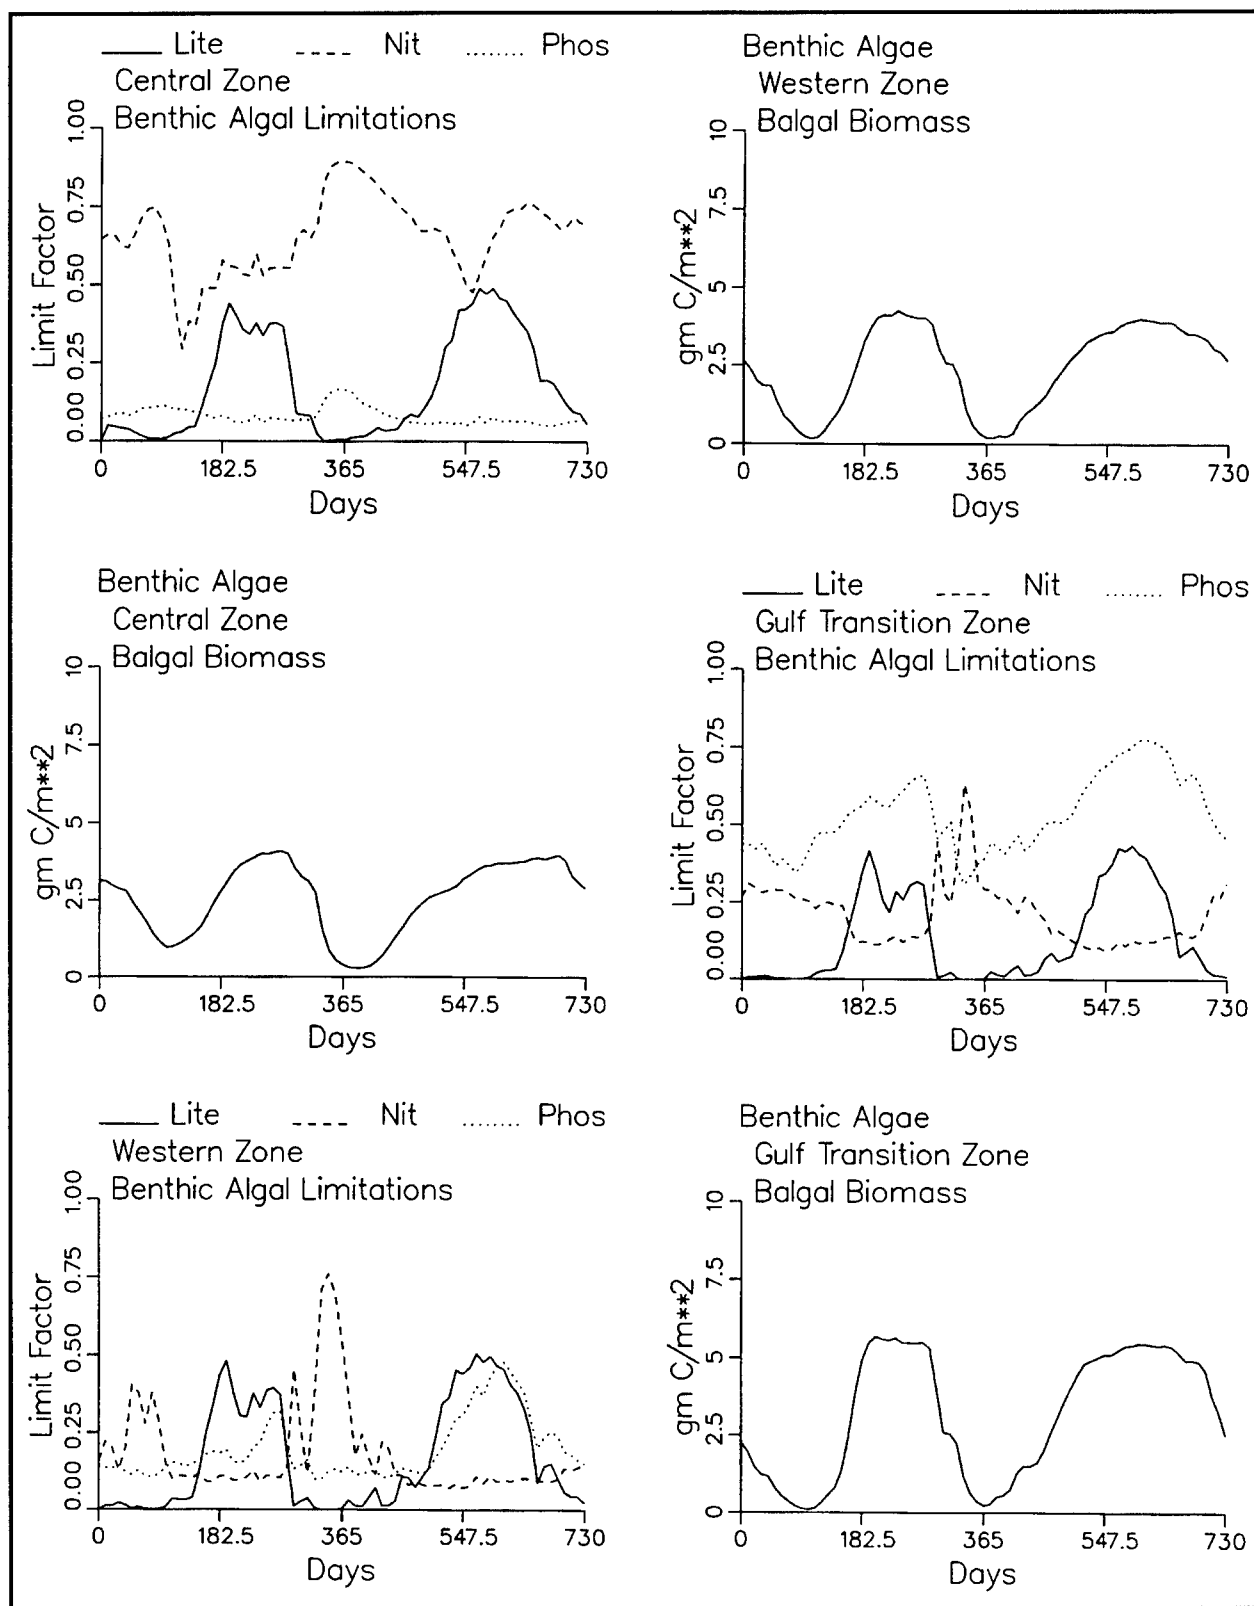 Lite Nit Phos
Central Zone
Benthic Algal Limitations
Limit Factor
1.00
0.75
0.50
0.25
0.00
0 182.5 365 547.5 730
Days
Benthic Algae
Western Zone
Balgal Biomass
gm C/m**2
10
7.5
5
2.5
0
0 182.5 365 547.5 730
Days
Benthic Algae
Central Zone
Balgal Biomass
gm C/m**2
10
7.5
5
2.5
0
0 182.5 365 547.5 730
Days
Lite Nit Phos
Gulf Transition Zone
Benthic Algal Limitations
Limit Factor
1.00
0.75
0.50
0.25
0.00
0 182.5 365 547.5 730
Days
Lite Nit Phos
Western Zone
Benthic Algal Limitations
Limit Factor
1.00
0.75
0.50
0.25
0.00
0 182.5 365 547.5 730
Days
Benthic Algae
Gulf Transition Zone
Balgal Biomass
gm C/m**2
10
7.5
5
2.5
0
0 182.5 365 547.5 730
Days